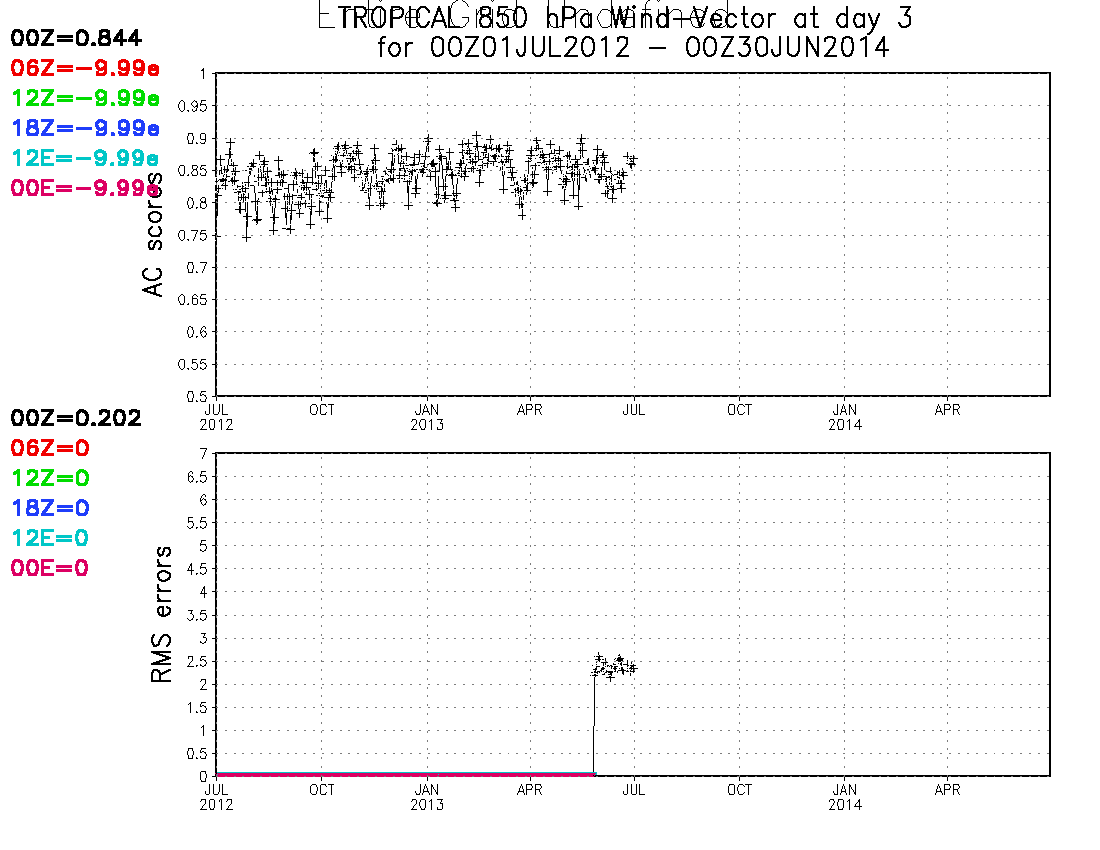 Entire Grid Undefined
TROPICAL 850 hPa Wind-Vector at day 3
for 00Z01JUL2012 - 00Z30JUN2014
00Z=0.844
06Z=-9.99e
12Z=-9.99e
18Z=-9.99e
12E=-9.99e
00E=-9.99e
AC scores
1
0.95
0.9
0.85
0.8
0.75
0.7
0.65
0.6
0.55
0.5
JUL OCT JAN APR JUL OCT JAN APR
2012 2013 2014
00Z=0.202
06Z=0
12Z=0
18Z=0
12E=0
00E=0
RMS errors
7
6.5
6
5.5
5
4.5
4
3.5
3
2.5
2
1.5
1
0.5
0
JUL OCT JAN APR JUL OCT JAN APR
2012 2013 2014